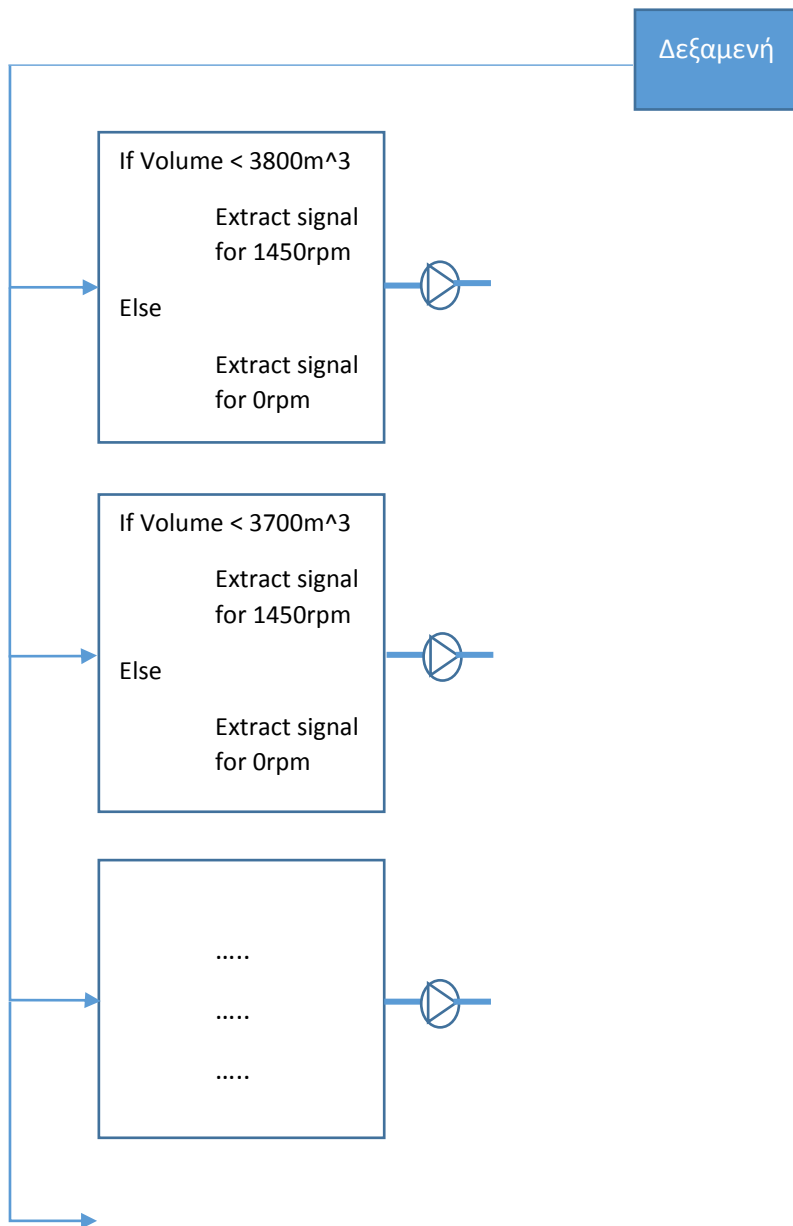 Δεξαμενή
If Volume < 3800m^3
Extract signal
for 1450rpm
Else
Extract signal
for 0rpm
If Volume < 3700m^3
Extract signal
for 1450rpm
Else
Extract signal
for 0rpm
.....
.....
.....